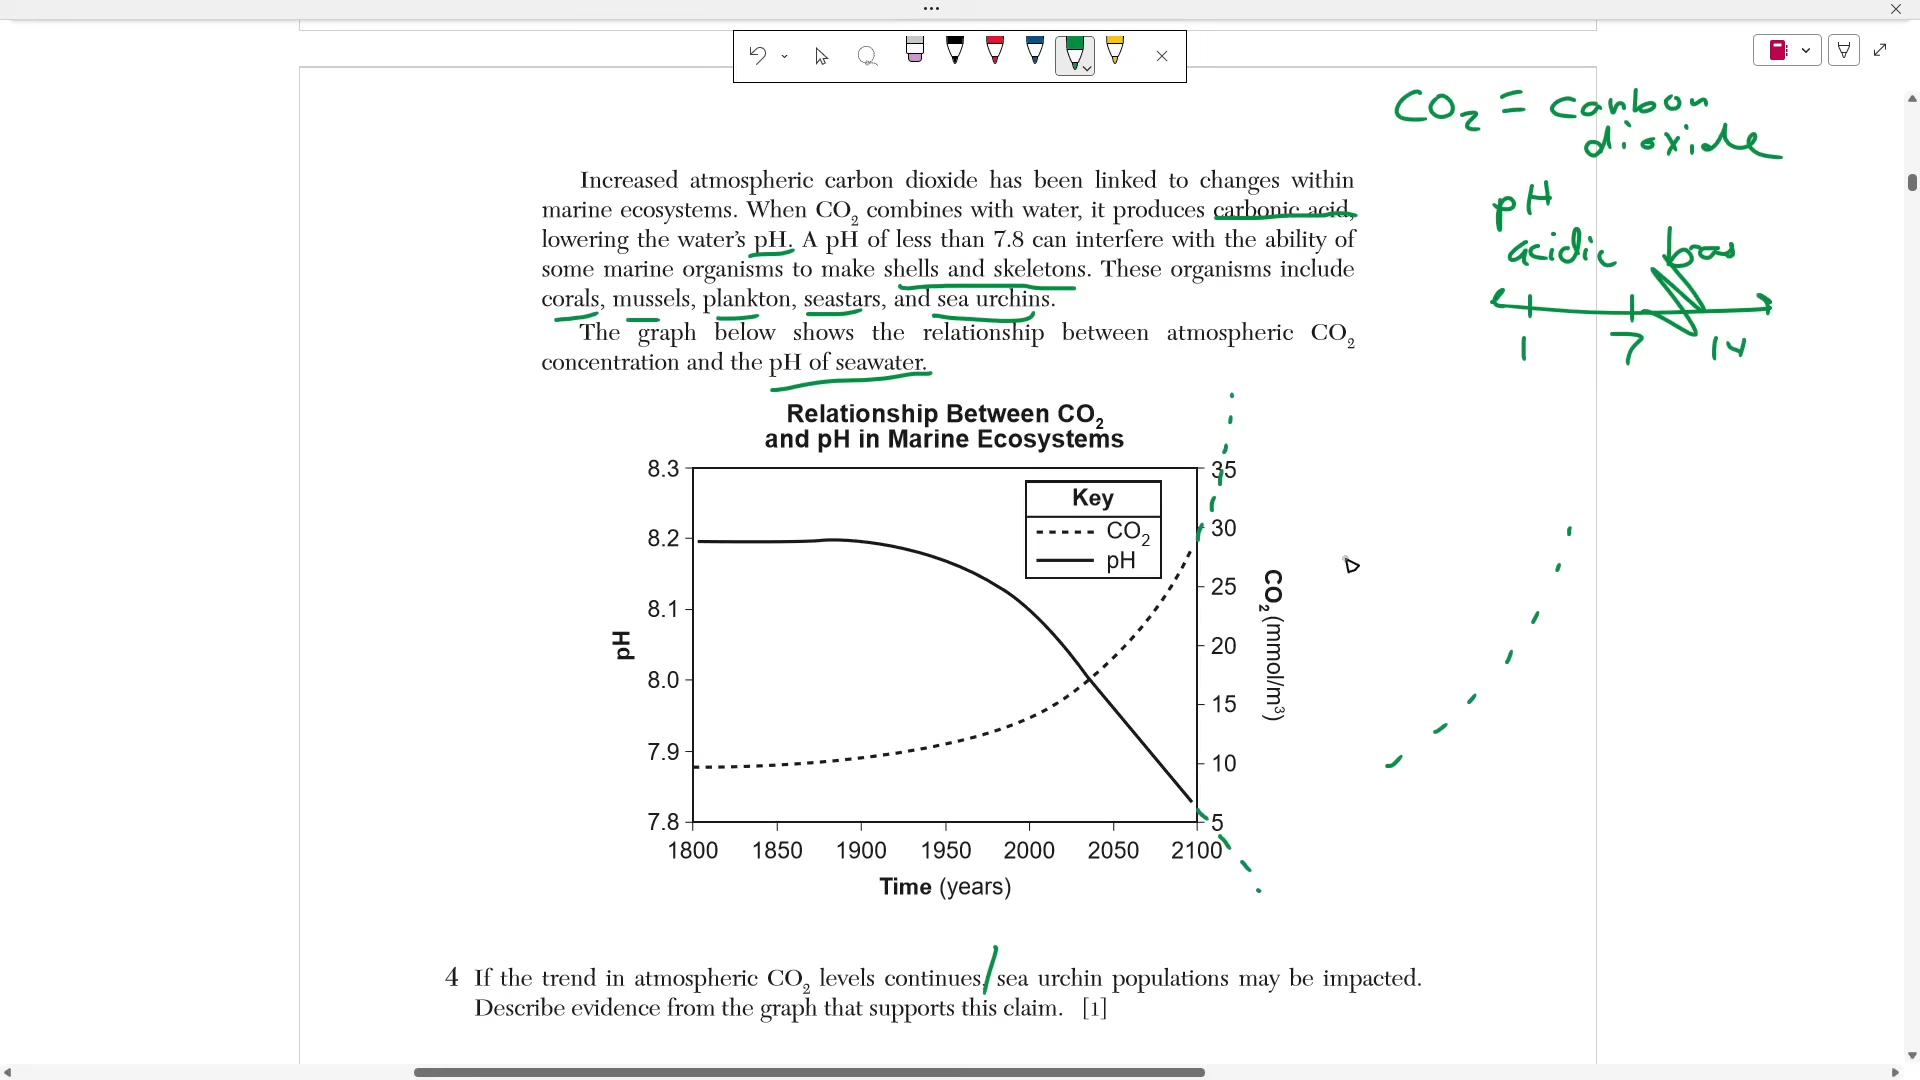 CO₂ = carbon
dioxide
Increased atmospheric carbon dioxide has been linked to changes within
marine ecosystems. When CO₂ combines with water, it produces carbonic acid,
lowering the water's pH. A pH of less than 7.8 can interfere with the ability of
some marine organisms to make shells and skeletons. These organisms include
corals, mussels, plankton, seastars, and sea urchins.
The graph below shows the relationship between atmospheric CO₂
concentration and the pH of seawater.
pH
acidic
1 7 14
Relationship Between CO₂
and pH in Marine Ecosystems
8.3
8.2
8.1
8.0
7.9
7.8
pH
Key
CO₂
pH
35
30
25
20
15
10
5
CO₂ (mmol/m³)
1800 1850 1900 1950 2000 2050 2100
Time (years)
4 If the trend in atmospheric CO₂ levels continues, sea urchin populations may be impacted.
Describe evidence from the graph that supports this claim. [1]